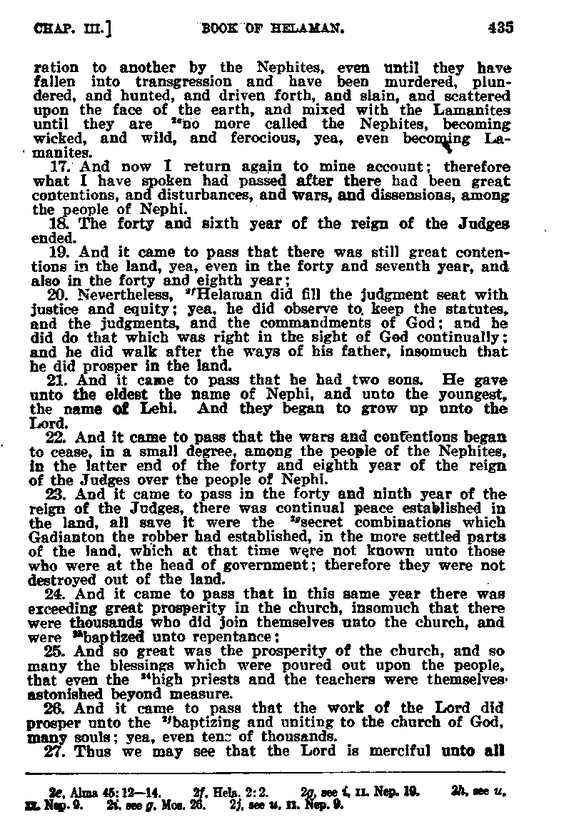 CHAP. III.] BOOK OF HELAMAN. 435
ration to another by the Nephites, even until they have
fallen into transgression and have been murdered, plun-
dered, and hunted, and driven forth, and slain, and scattered
upon the face of the earth, and mixed with the Lamanites
until they are 2eno more called the Nephites, becoming
wicked, and wild, and ferocious, yea, even becoming La-
manites.
17. And now I return again to mine account; therefore
what I have spoken had passed after there had been great
contentions, and disturbances, and wars, and dissensions, among
the people of Nephi.
18. The forty and sixth year of the reign of the Judges
ended.
19. And it came to pass that there was still great conten-
tions in the land, yea, even in the forty and seventh year, and
also in the forty and eighth year;
20. Nevertheless, 2fHelaman did fill the judgment seat with
justice and equity; yea, he did observe to keep the statutes,
and the judgments, and the commandments of God; and he
did do that which was right in the sight of God continually;
and he did walk after the ways of his father, insomuch that
he did prosper in the land.
21. And it came to pass that he had two sons. He gave
unto the eldest the name of Nephi, and unto the youngest,
the name of Lehi. And they began to grow up unto the
Lord.
22. And it came to pass that the wars and contentions began
to cease, in a small degree, among the people of the Nephites,
in the latter end of the forty and eighth year of the reign
of the Judges over the people of Nephi.
23. And it came to pass in the forty and ninth year of the
reign of the Judges, there was continual peace established in
the land, all save it were the 2gsecret combinations which
Gadianton the robber had established, in the more settled parts
of the land, which at that time were not known unto those
who were at the head of government; therefore they were not
destroyed out of the land.
24. And it came to pass that in this same year there was
exceeding great prosperity in the church, insomuch that there
were thousands who did join themselves unto the church, and
were 2hbaptized unto repentance;
25. And so great was the prosperity of the church, and so
many the blessings which were poured out upon the people,
that even the 2ihigh priests and the teachers were themselves
astonished beyond measure.
26. And it came to pass that the work of the Lord did
prosper unto the 2jbaptizing and uniting to the church of God,
many souls; yea, even tens of thousands.
27. Thus we may see that the Lord is merciful unto all
2e, Alma 45:12—14. 2f, Hela. 2:2. 2g, see i, II. Nep. 10. 2h, see u,
II. Nep. 9. 2i, see g, Mos. 26. 2j, see u, II. Nep. 9.